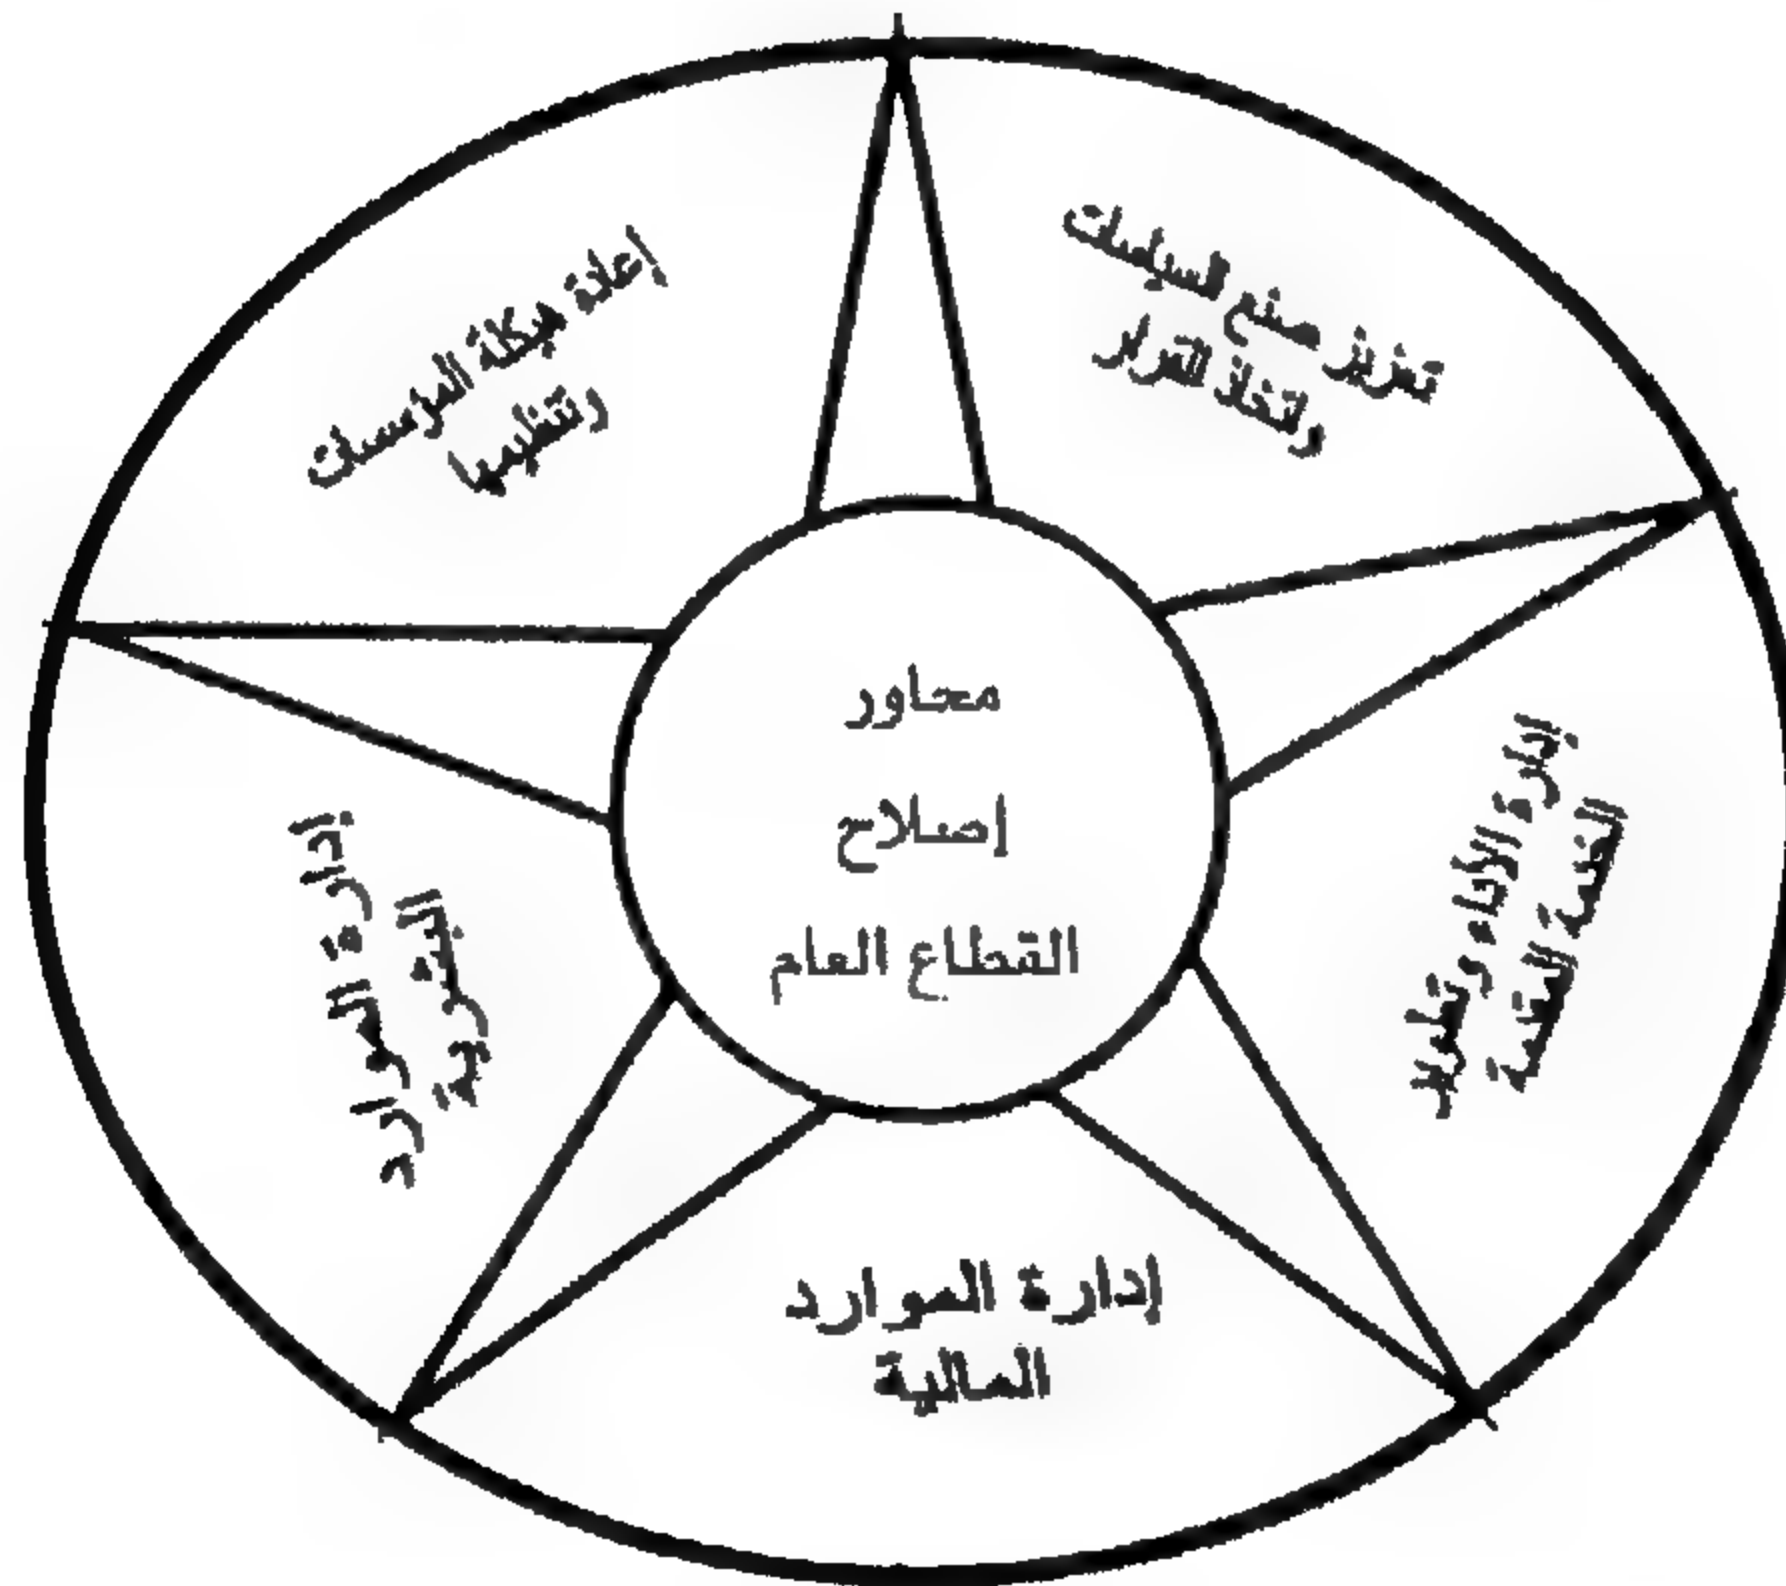 محاور
إصلاح
القطاع العام
تعزيز صنع السياسات
واتخاذ القرار
إدارة الأداء وتطوير
الخدمة المقدمة
إدارة الموارد
المالية
إدارة الموارد
البشرية
إعادة هيكلة المؤسسات
وتنظيمها